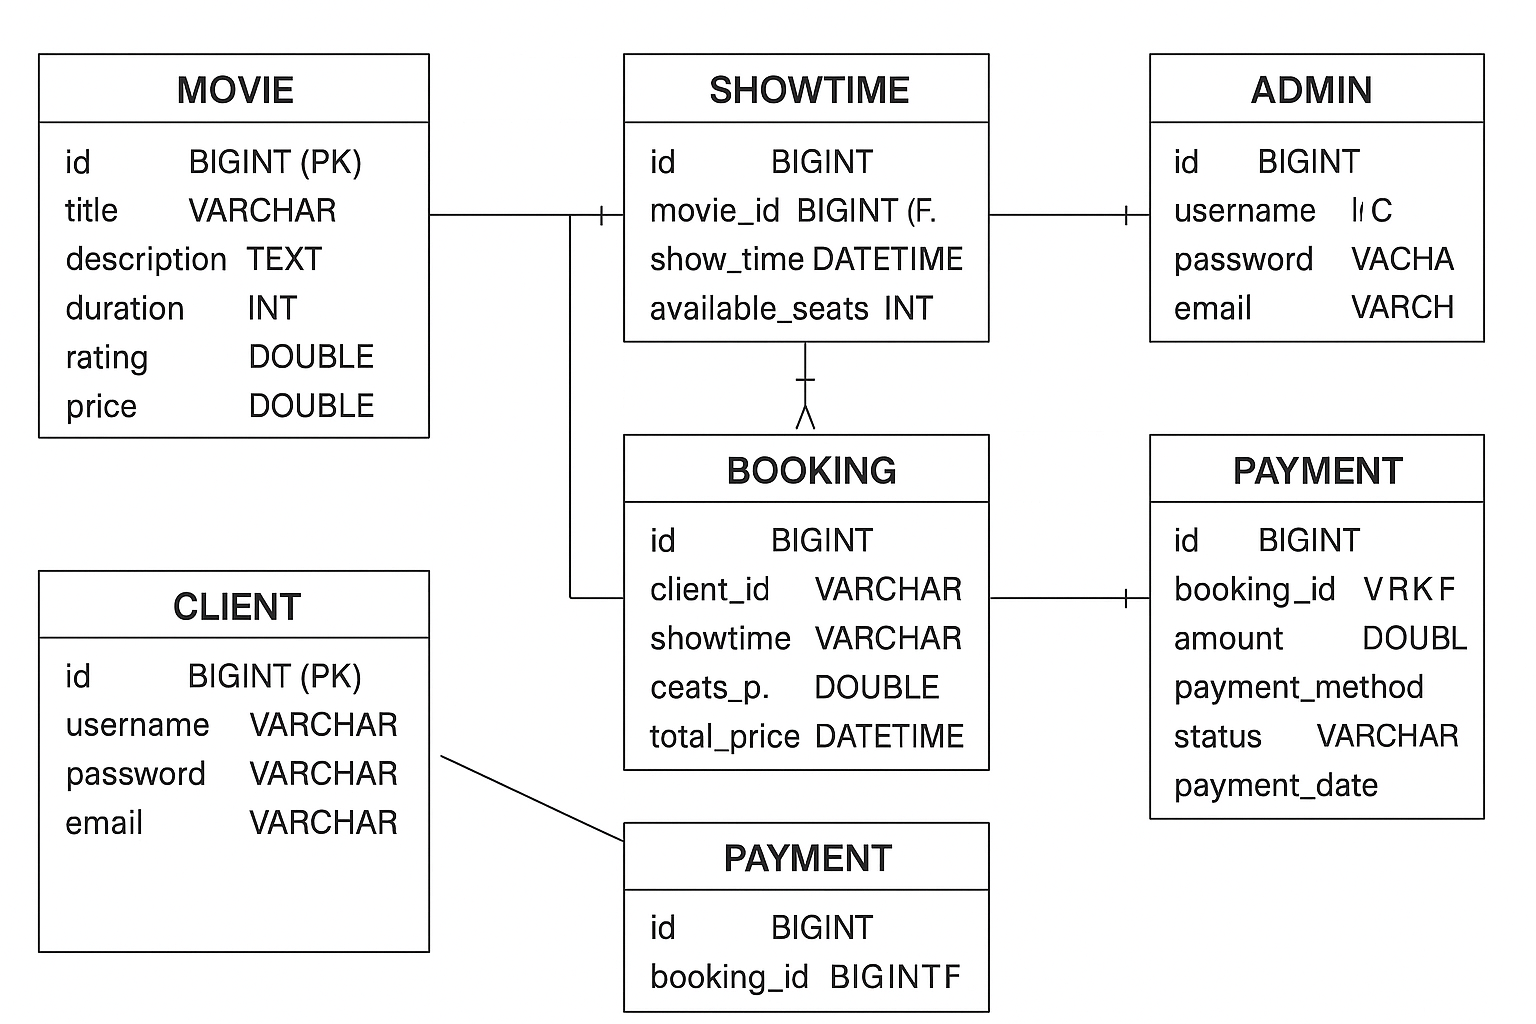 MOVIE
id BIGINT (PK)
title VARCHAR
description TEXT
duration INT
rating DOUBLE
price DOUBLE
SHOWTIME
id BIGINT
movie_id BIGINT (F.
show_time DATETIME
available_seats INT
ADMIN
id BIGINT
username
password VACHA
email VARCH
BOOKING
id BIGINT
client_id VARCHAR
showtime VARCHAR
ceats_p. DOUBLE
total_price DATETIME
PAYMENT
id BIGINT
booking_id VRKF
amount DOUBL
payment_method
status VARCHAR
payment_date
CLIENT
id BIGINT (PK)
username VARCHAR
password VARCHAR
email VARCHAR
PAYMENT
id BIGINT
booking_id BIGINTF